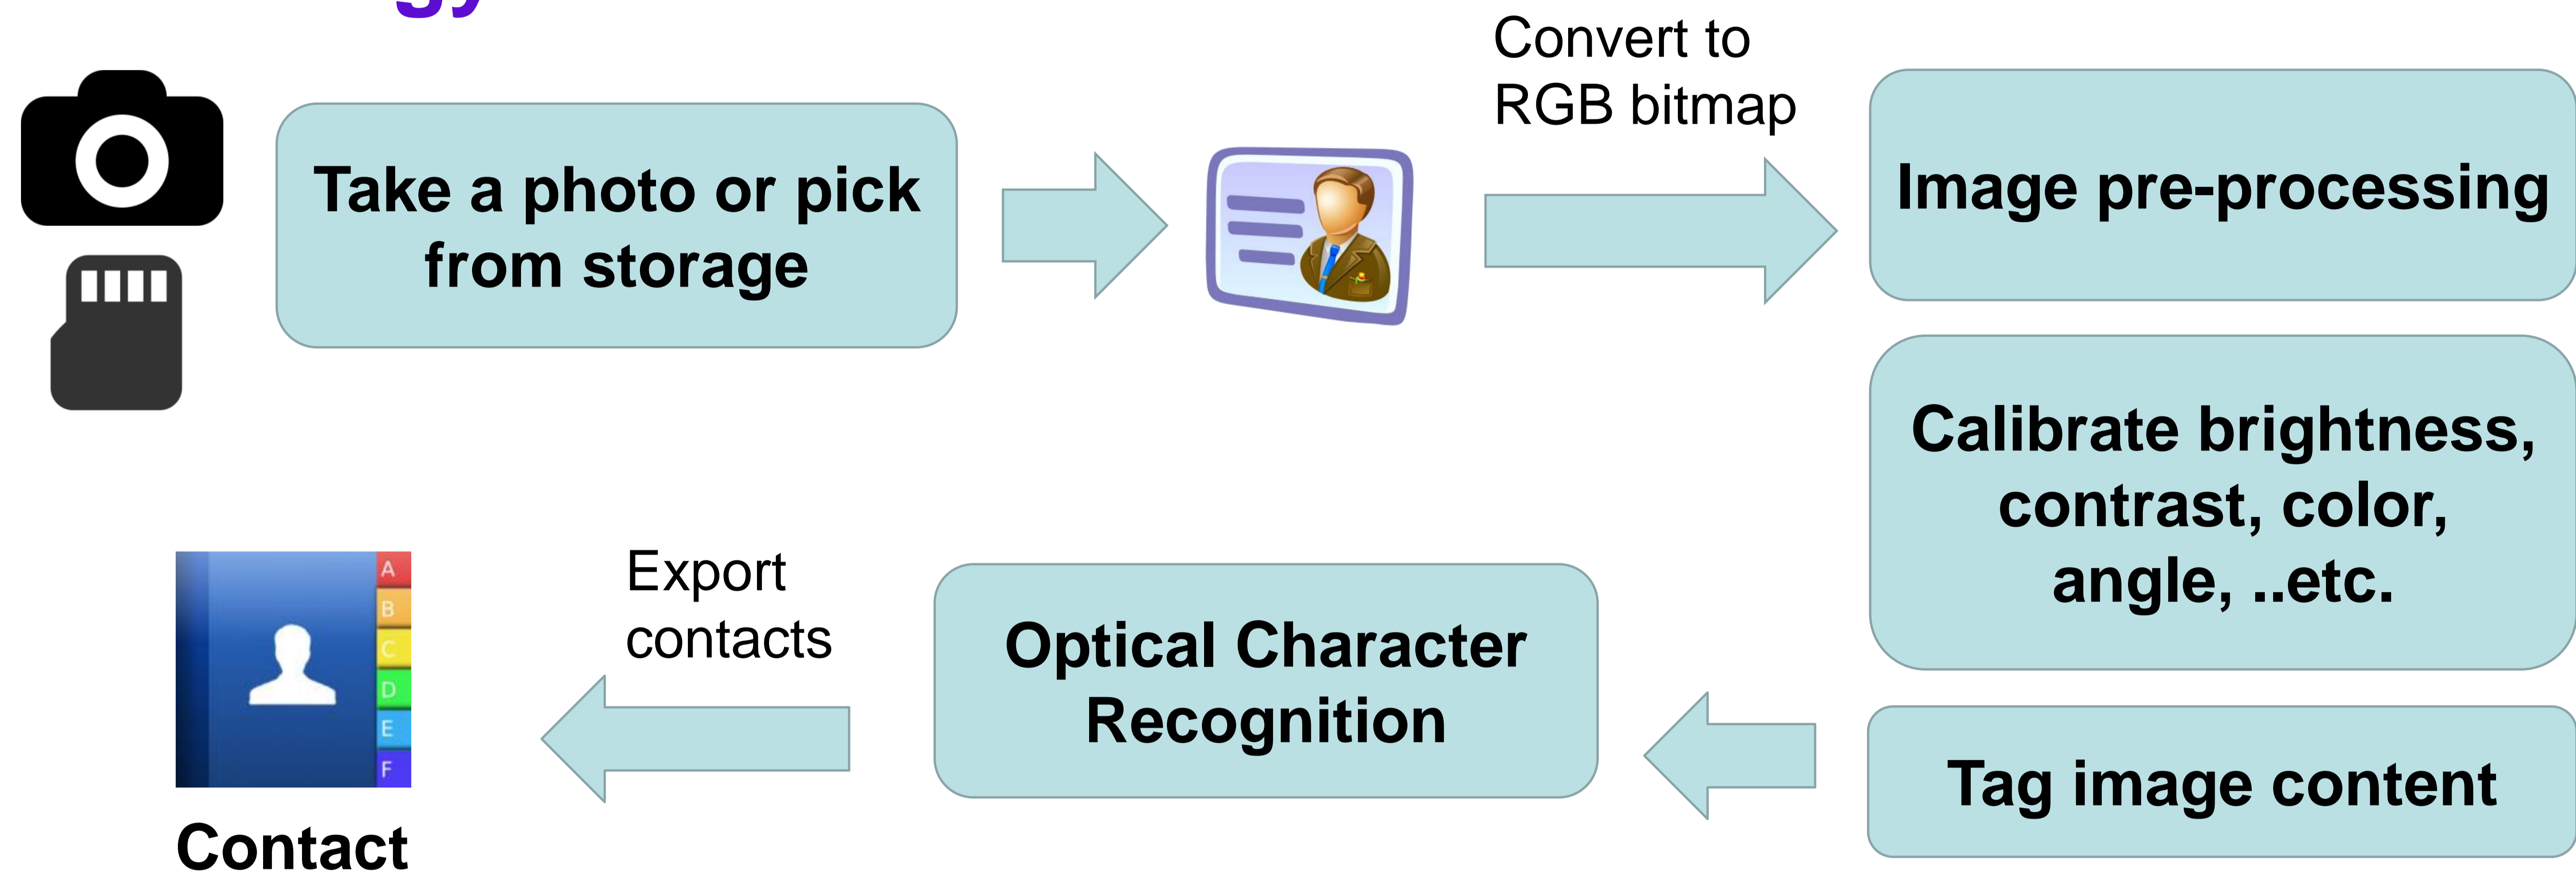 Take a photo or pick
from storage
Convert to
RGB bitmap
Image pre-processing
Calibrate brightness,
contrast, color,
angle, ..etc.
Tag image content
Optical Character
Recognition
Export
contacts
A
B
C
D
E
F
Contact